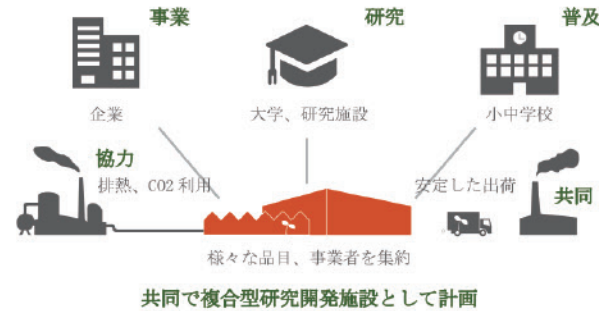 事業
研究
普及
企業
大学、研究施設
小中学校
協力
排熱、CO2 利用
安定した出荷
共同
様々な品目、事業者を集約
共同で複合型研究開発施設として計画